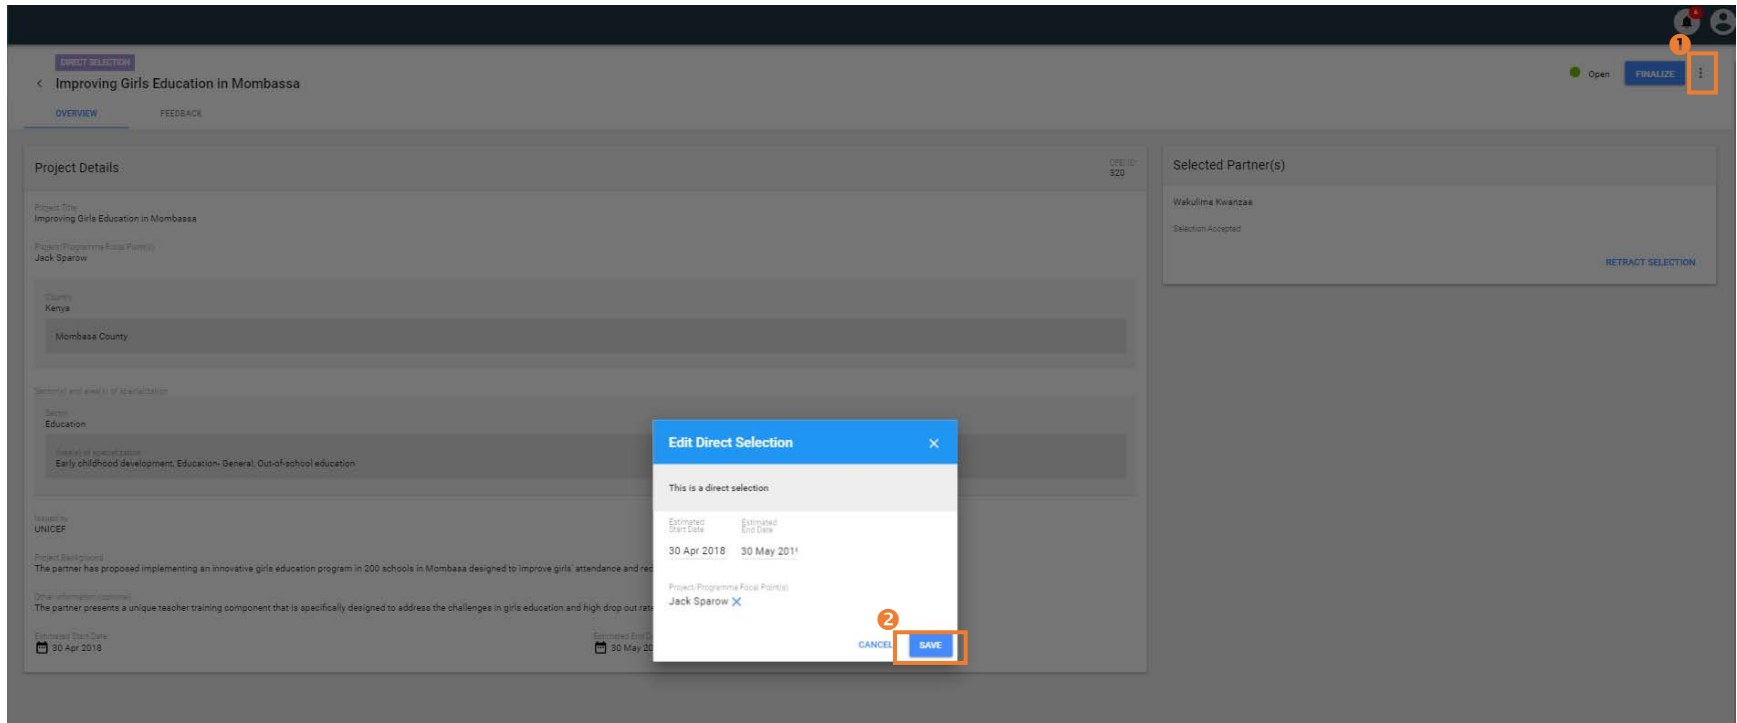 6
1
DIRECT SELECTION
Improving Girls Education in Mombassa
Open
FINALIZE
OVERVIEW
FEEDBACK
Project Details
CFEI ID:
320
Selected Partner(s)
Project Title
Improving Girls Education in Mombassa
Wakulima Kwanzaa
Selection Accepted
Project/Programme Focal Point(s)
Jack Sparow
RETRACT SELECTION
Country
Kenya
Mombasa County
Sector(s) and area(s) of specialization
Sector
Education
Area(s) of specialization
Early childhood development, Education- General, Out-of-school education
Edit Direct Selection
This is a direct selection
Issued by
UNICEF
Estimated Start Date
Estimated End Date
30 Apr 2018
30 May 201
Project Background
The partner has proposed implementing an innovative girls education program in 200 schools in Mombasa designed to improve girls' attendance and red
Project/Programme Focal Point(s)
Jack Sparow
Other information (optional)
The partner presents a unique teacher training component that is specifically designed to address the challenges in girls education and high drop out rate
2
Estimated Start Date
30 Apr 2018
Estimated End D
30 May 20
CANCEL
SAVE